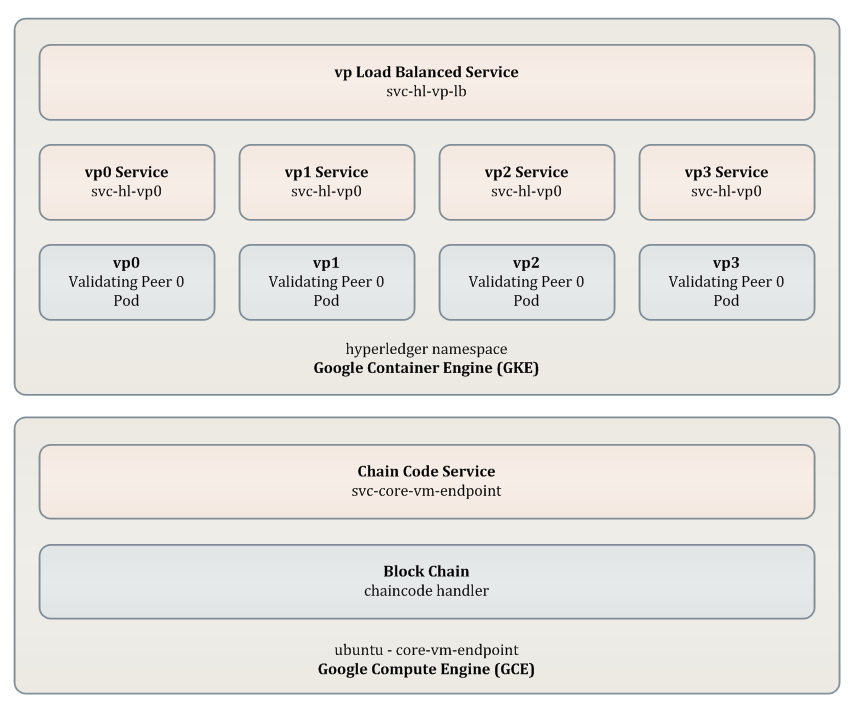 vp Load Balanced Service
svc-hl-vp-lb
vp0 Service
svc-hl-vp0
vp1 Service
svc-hl-vp0
vp2 Service
svc-hl-vp0
vp3 Service
svc-hl-vp0
vp0
Validating Peer 0
Pod
vp1
Validating Peer 0
Pod
vp2
Validating Peer 0
Pod
vp3
Validating Peer 0
Pod
hyperledger namespace
Google Container Engine (GKE)
Chain Code Service
svc-core-vm-endpoint
Block Chain
chaincode handler
ubuntu - core-vm-endpoint
Google Compute Engine (GCE)